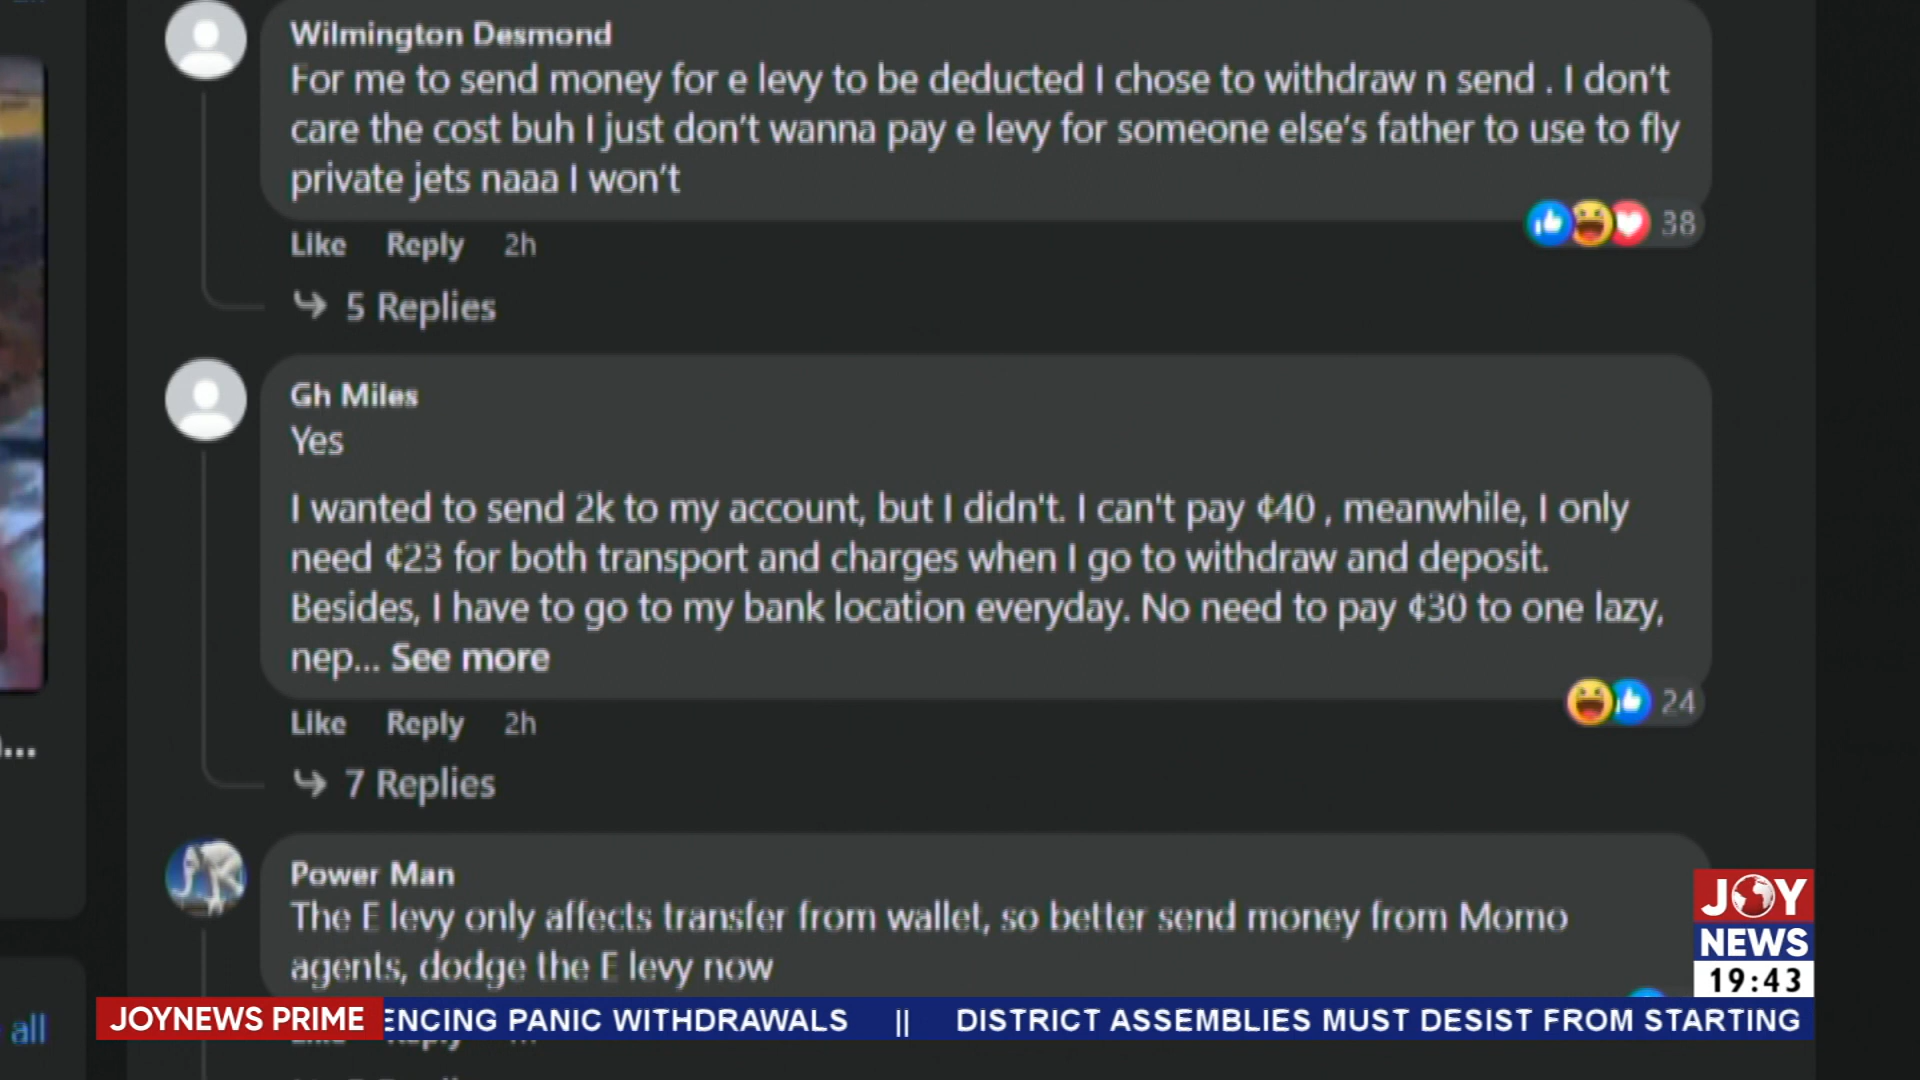 Wilmington Desmond
For me to send money for e levy to be deducted I chose to withdraw n send . I don't
care the cost buh I just don't wanna pay e levy for someone else's father to use to fly
private jets naaa I won't
38
Like Reply 2h
5 Replies
Gh Miles
Yes
I wanted to send 2k to my account, but I didn't. I can't pay ¢40 , meanwhile, I only
need ¢23 for both transport and charges when I go to withdraw and deposit.
Besides, I have to go to my bank location everyday. No need to pay ¢30 to one lazy,
nep... See more
24
Like Reply 2h
7 Replies
...
Power Man
The E levy only affects transfer from wallet, so better send money from Momo
agents, dodge the E levy now
JOY
NEWS
19:43
all
JOYNEWS PRIME ENCING PANIC WITHDRAWALS || DISTRICT ASSEMBLIES MUST DESIST FROM STARTING